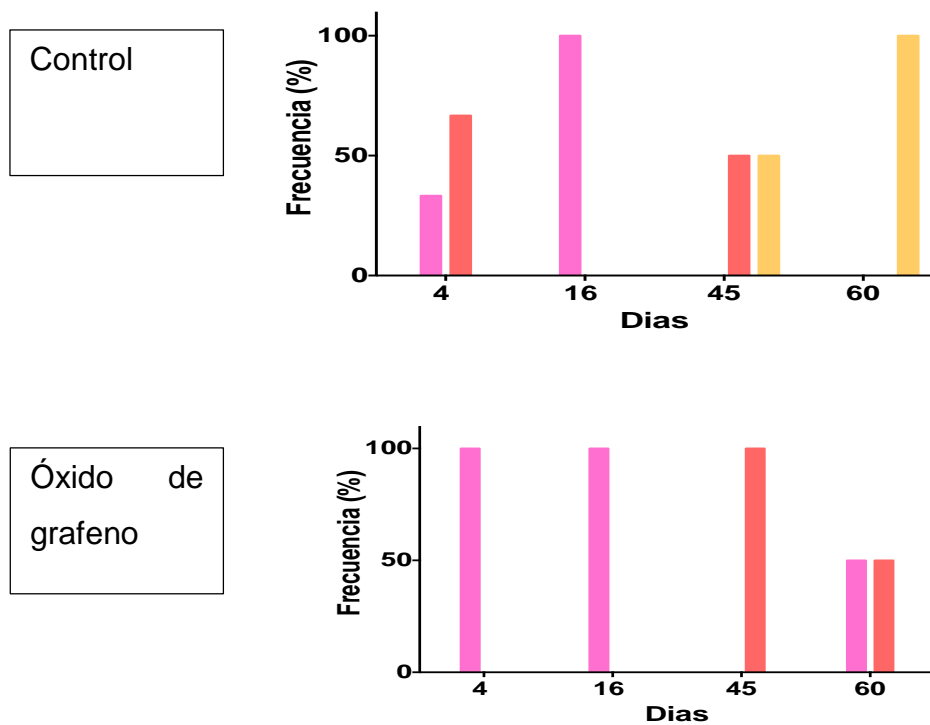 Control
Frecuencia (%)
100
50
0
4 16 45 60
Dias
Óxido de
grafeno
Frecuencia (%)
100
50
0
4 16 45 60
Dias